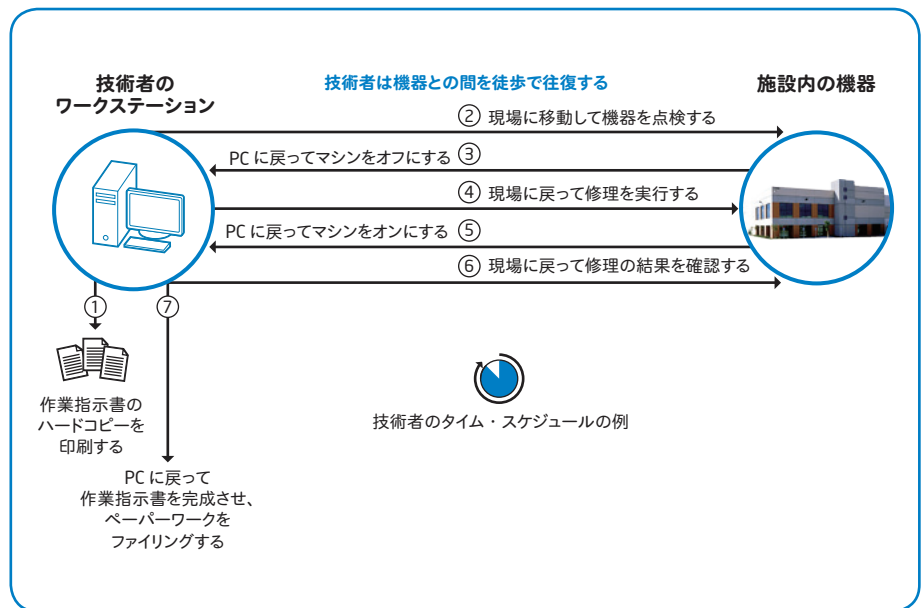 技術者の
ワークステーション
技術者は機器との間を徒歩で往復する
施設内の機器
② 現場に移動して機器を点検する
PC に戻ってマシンをオフにする ③
④ 現場に戻って修理を実行する
PC に戻ってマシンをオンにする ⑤
⑥ 現場に戻って修理の結果を確認する
① ⑦
作業指示書の
ハードコピーを
印刷する
技術者のタイム・スケジュールの例
PC に戻って
作業指示書を完成させ、
ペーパーワークを
ファイリングする